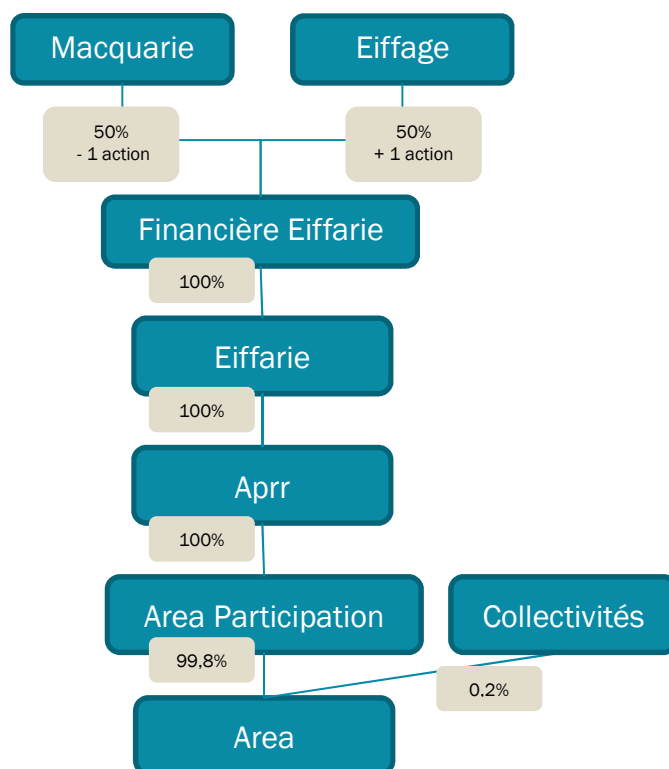 Macquarie
Eiffage
50%
- 1 action
50%
+ 1 action
Financière Eiffarie
100%
Eiffarie
100%
Aprr
100%
Area Participation
Collectivités
99,8%
0,2%
Area